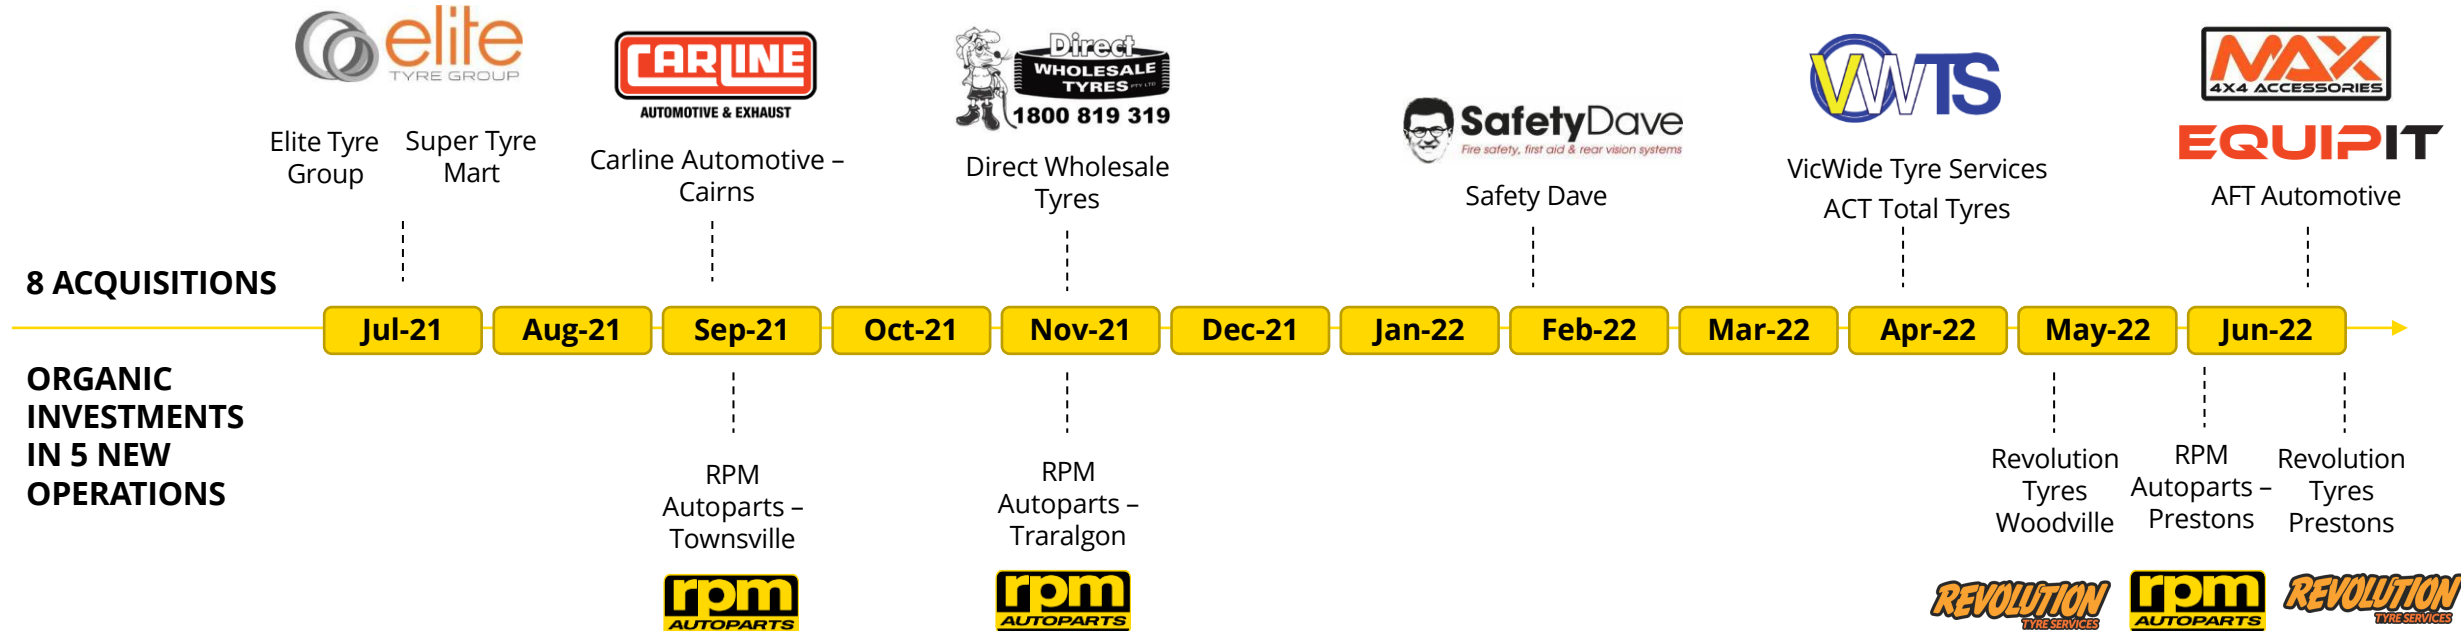 elite
TYRE GROUP
Elite Tyre
Group
Super Tyre
Mart
CARLINE
AUTOMOTIVE & EXHAUST
Carline Automotive –
Cairns
Direct
WHOLESALE
TYRES PTY LTD
1800 819 319
Direct Wholesale
Tyres
SafetyDave
Fire safety, first aid & rear vision systems
Safety Dave
VWTS
VicWide Tyre Services
ACT Total Tyres
MAX
4X4 ACCESSORIES
EQUIPIT
AFT Automotive
8 ACQUISITIONS
Jul-21 Aug-21 Sep-21 Oct-21 Nov-21 Dec-21 Jan-22 Feb-22 Mar-22 Apr-22 May-22 Jun-22
ORGANIC
INVESTMENTS
IN 5 NEW
OPERATIONS
RPM
Autoparts –
Townsville
rpm
AUTOPARTS
RPM
Autoparts –
Traralgon
rpm
AUTOPARTS
Revolution
Tyres
Woodville
REVOLUTION
TYRE SERVICES
RPM
Autoparts –
Prestons
rpm
AUTOPARTS
Revolution
Tyres
Prestons
REVOLUTION
TYRE SERVICES